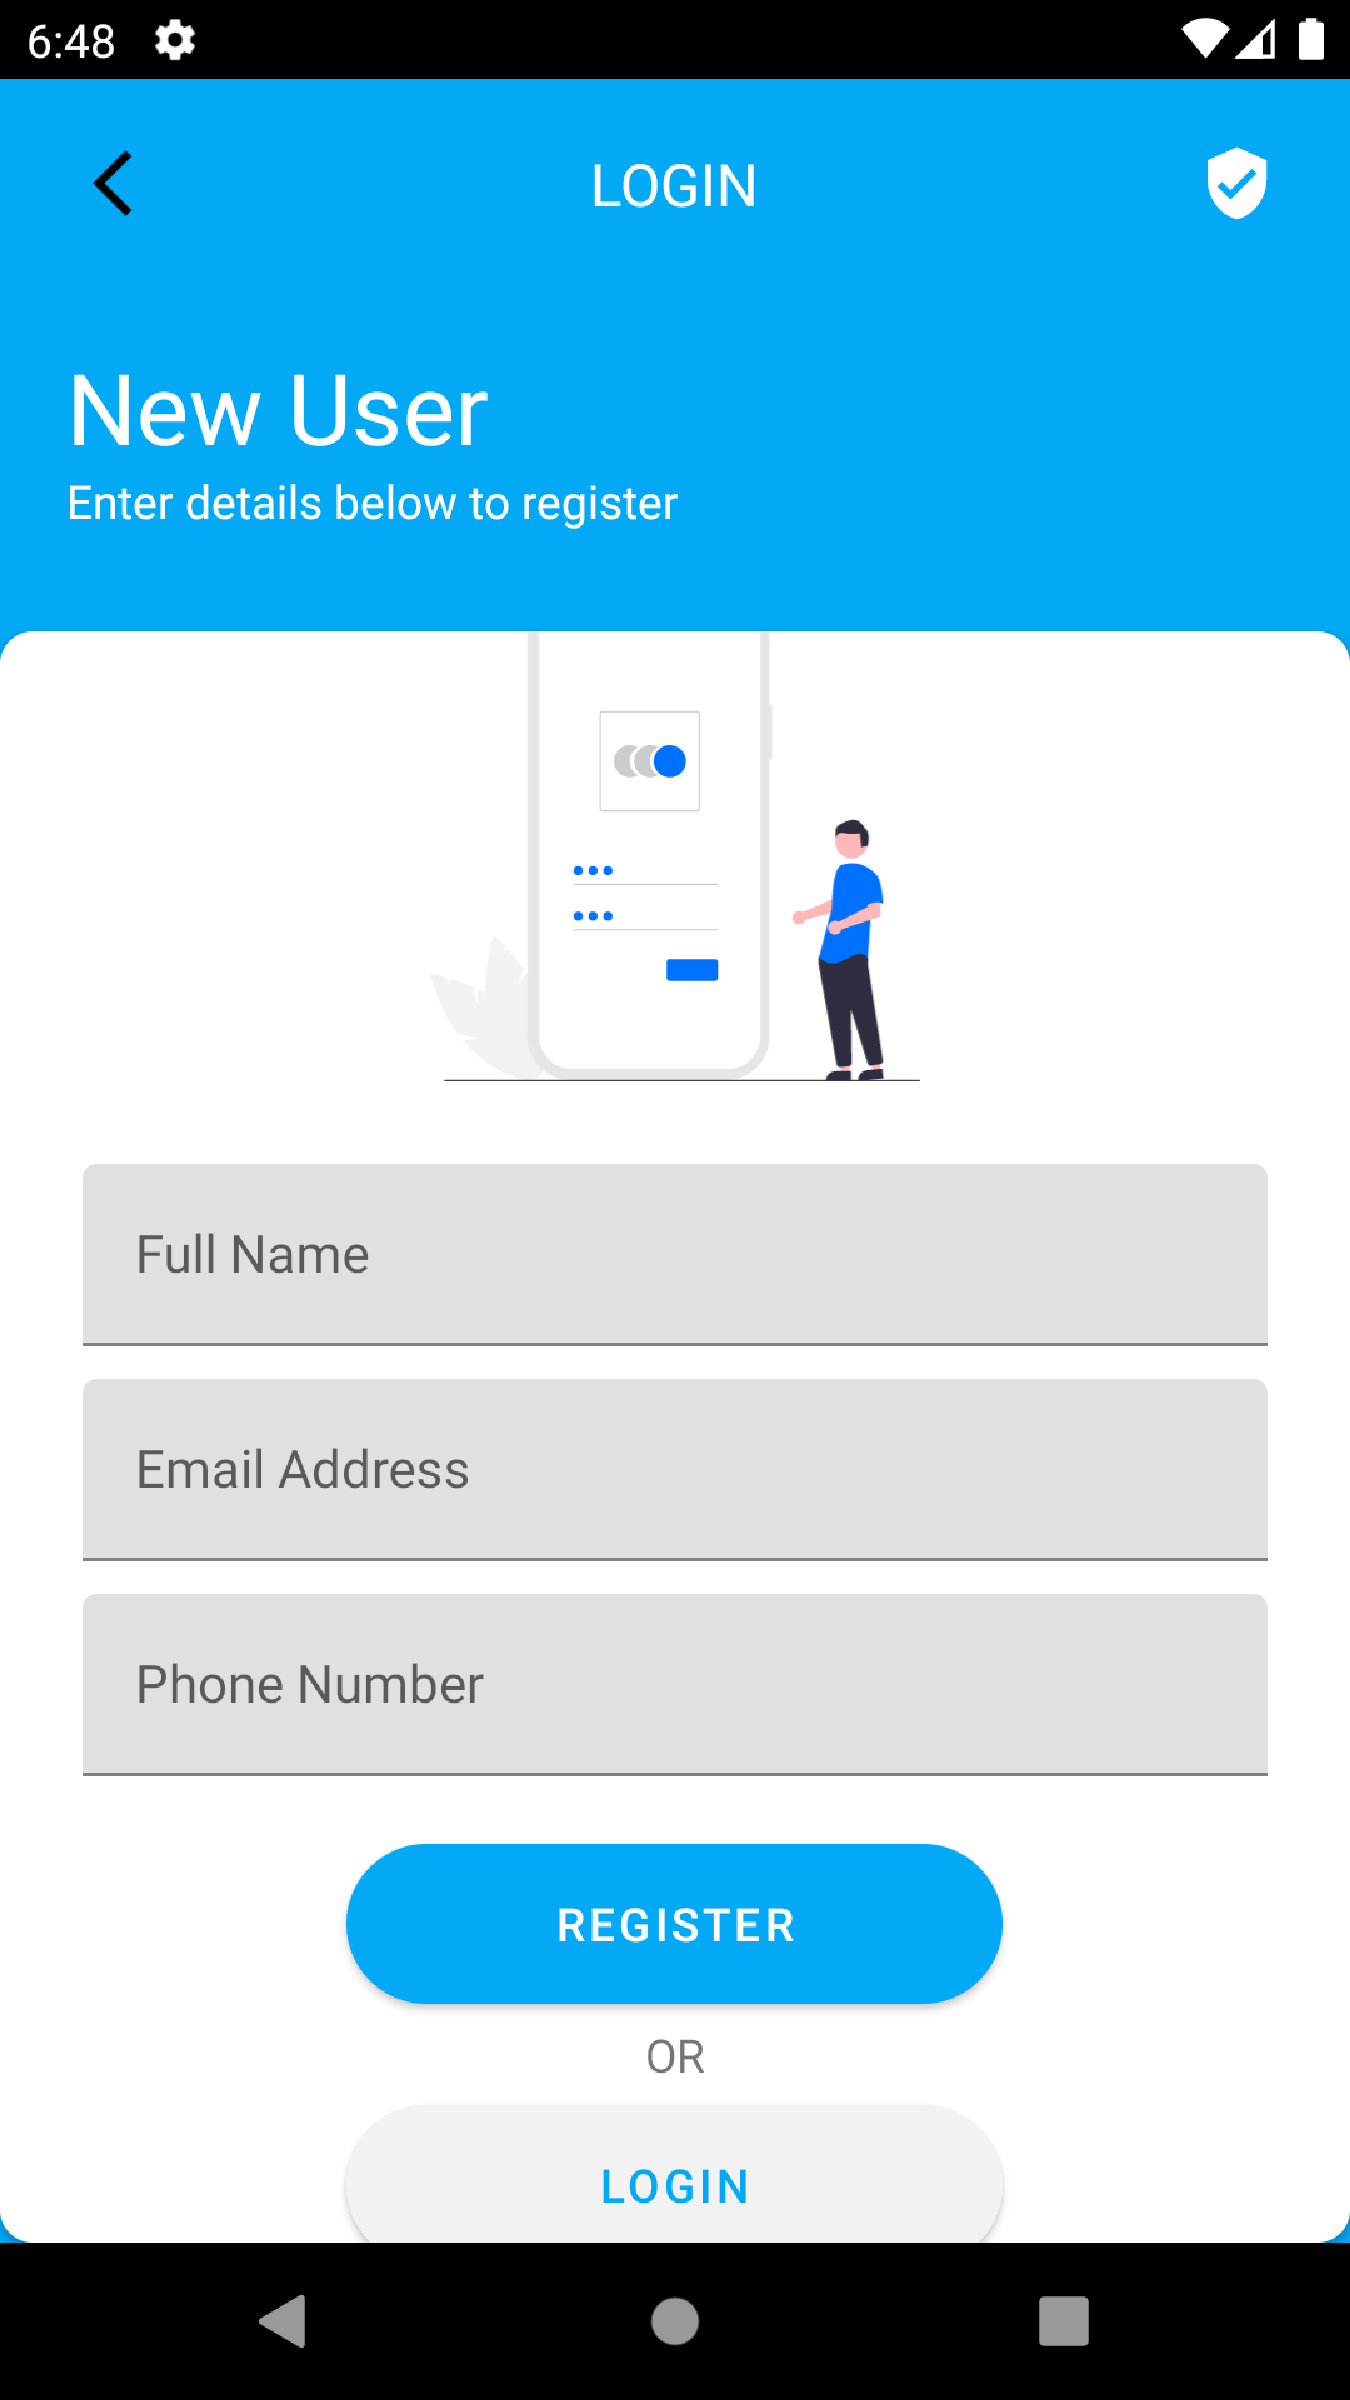 6:48
LOGIN
New User
Enter details below to register
Full Name
Email Address
Phone Number
REGISTER
OR
LOGIN